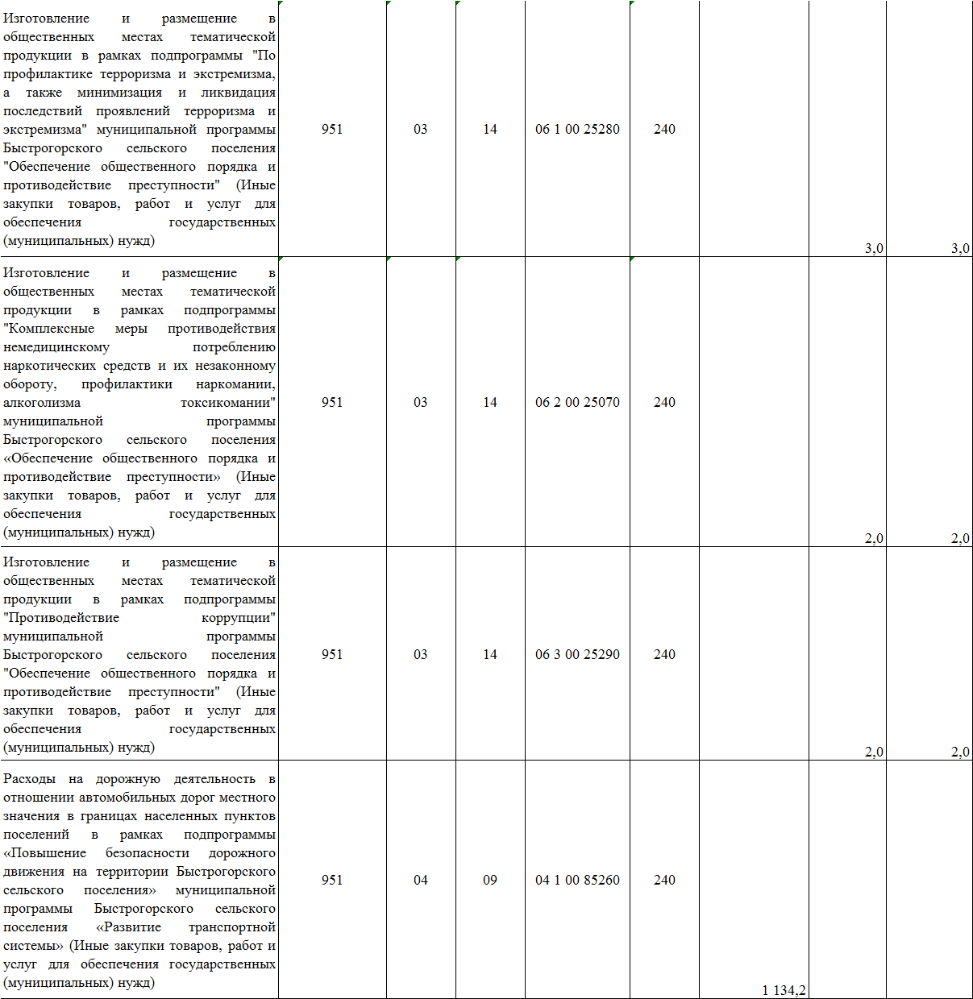 Изготовление и размещение в
общественных местах тематической
продукции в рамках подпрограммы "По
профилактике терроризма и экстремизма,
а также минимизация и ликвидация
последствий проявлений терроризма и
экстремизма" муниципальной программы
Быстрогорского сельского поселения
"Обеспечение общественного порядка и
противодействие преступности" (Иные
закупки товаров, работ и услуг для
обеспечения государственных
(муниципальных) нужд)
951 03 14 06 1 00 25280 240 3,0 3,0
Изготовление и размещение в
общественных местах тематической
продукции в рамках подпрограммы
"Комплексные меры противодействия
немедицинскому потреблению
наркотических средств и их незаконному
обороту, профилактики наркомании,
алкоголизма токсикомании"
муниципальной программы
Быстрогорского сельского поселения
«Обеспечение общественного порядка и
противодействие преступности» (Иные
закупки товаров, работ и услуг для
обеспечения государственных
(муниципальных) нужд)
951 03 14 06 2 00 25070 240 2,0 2,0
Изготовление и размещение в
общественных местах тематической
продукции в рамках подпрограммы
"Противодействие коррупции"
муниципальной программы
Быстрогорского сельского поселения
"Обеспечение общественного порядка и
противодействие преступности" (Иные
закупки товаров, работ и услуг для
обеспечения государственных
(муниципальных) нужд)
951 03 14 06 3 00 25290 240 2,0 2,0
Расходы на дорожную деятельность в
отношении автомобильных дорог местного
значения в границах населенных пунктов
поселений в рамках подпрограммы
«Повышение безопасности дорожного
движения на территории Быстрогорского
сельского поселения» муниципальной
программы Быстрогорского сельского
поселения «Развитие транспортной
системы» (Иные закупки товаров, работ и
услуг для обеспечения государственных
(муниципальных) нужд)
951 04 09 04 1 00 85260 240 1 134,2